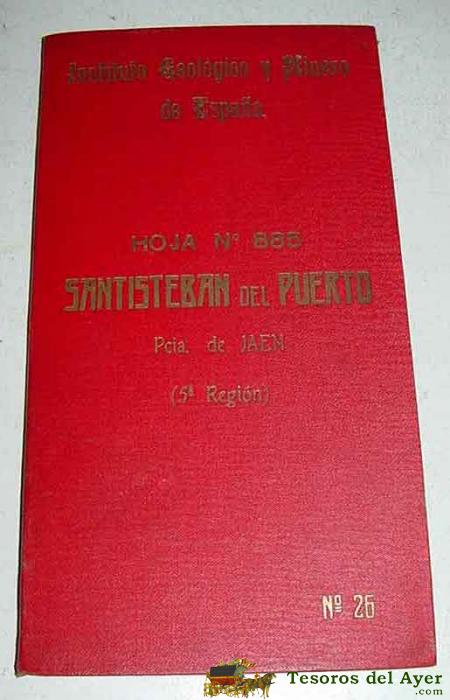 Instituto Geológico y Minero
de España
HOJA Nº 885
SANTISTEBAN DEL PUERTO
Pcia. de JAEN
(5ª Región)
Nº 26
Tesoros del Ayer
.com